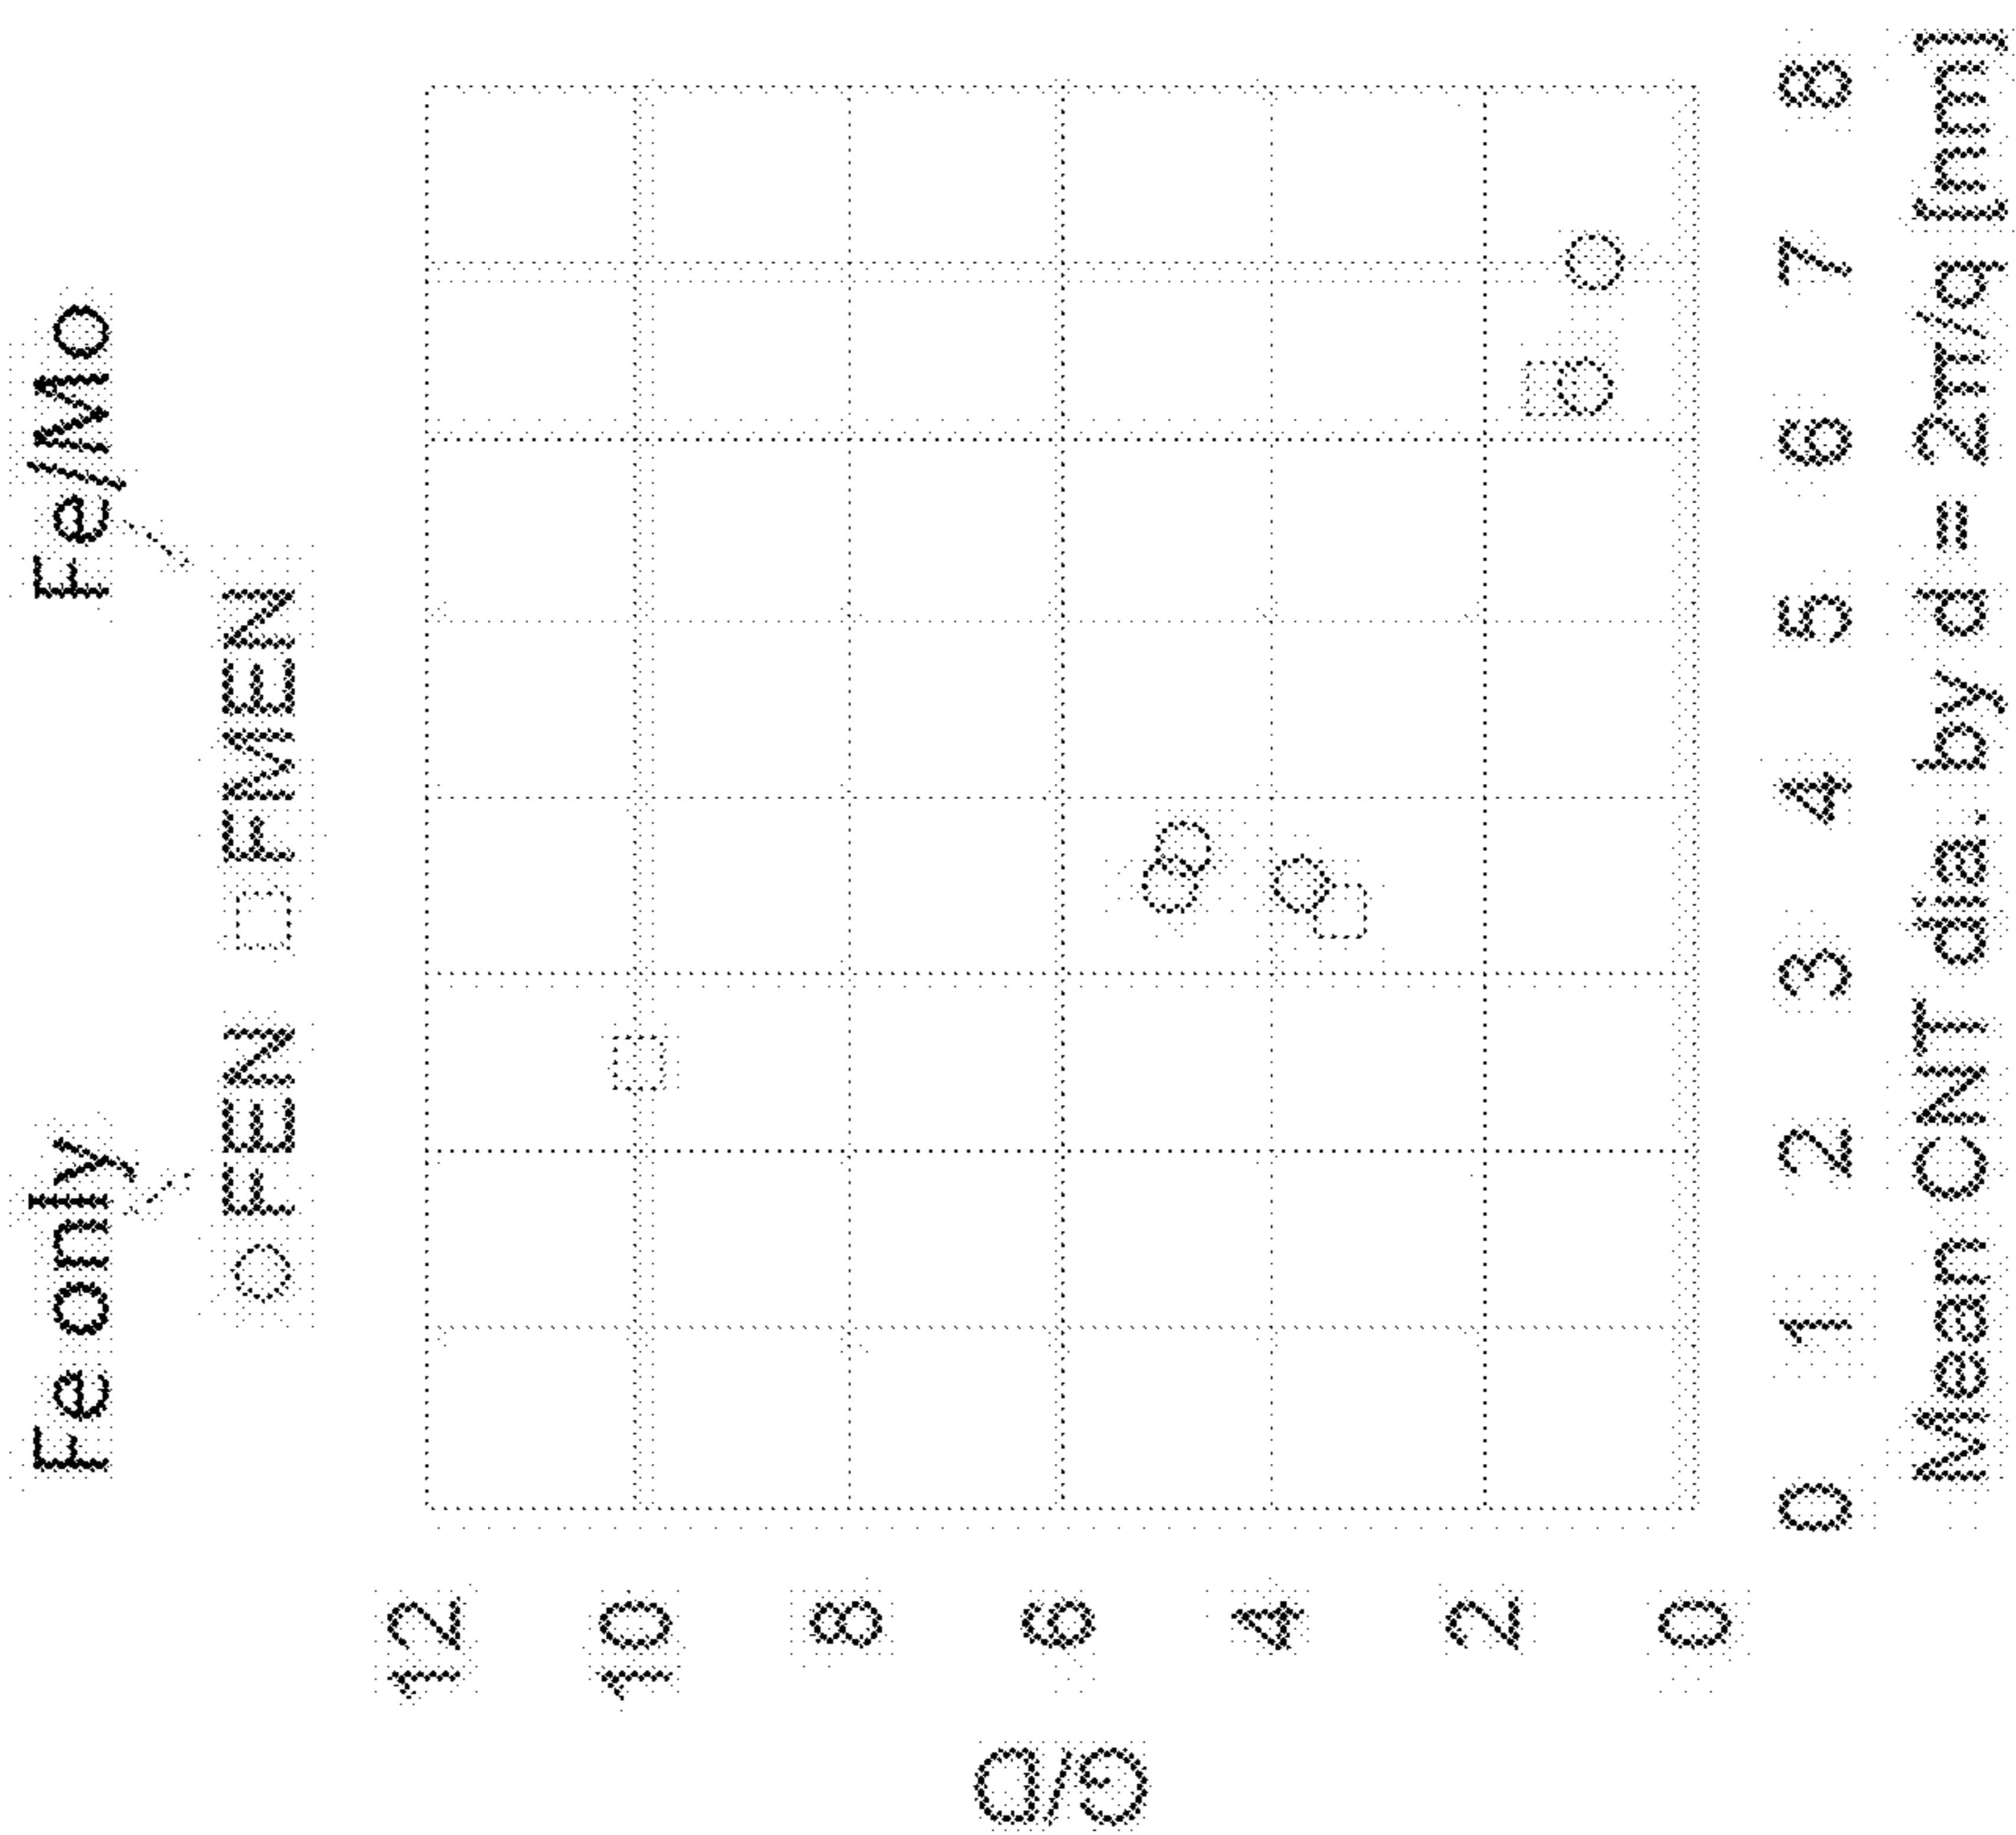 Fe only Fe/Mo
FEN FMEN
12
10
8
6
4
2
0
G/D
0 1 2 3 4 5 6 7 8
Mean CNT dia. by d = 2π/q [nm]